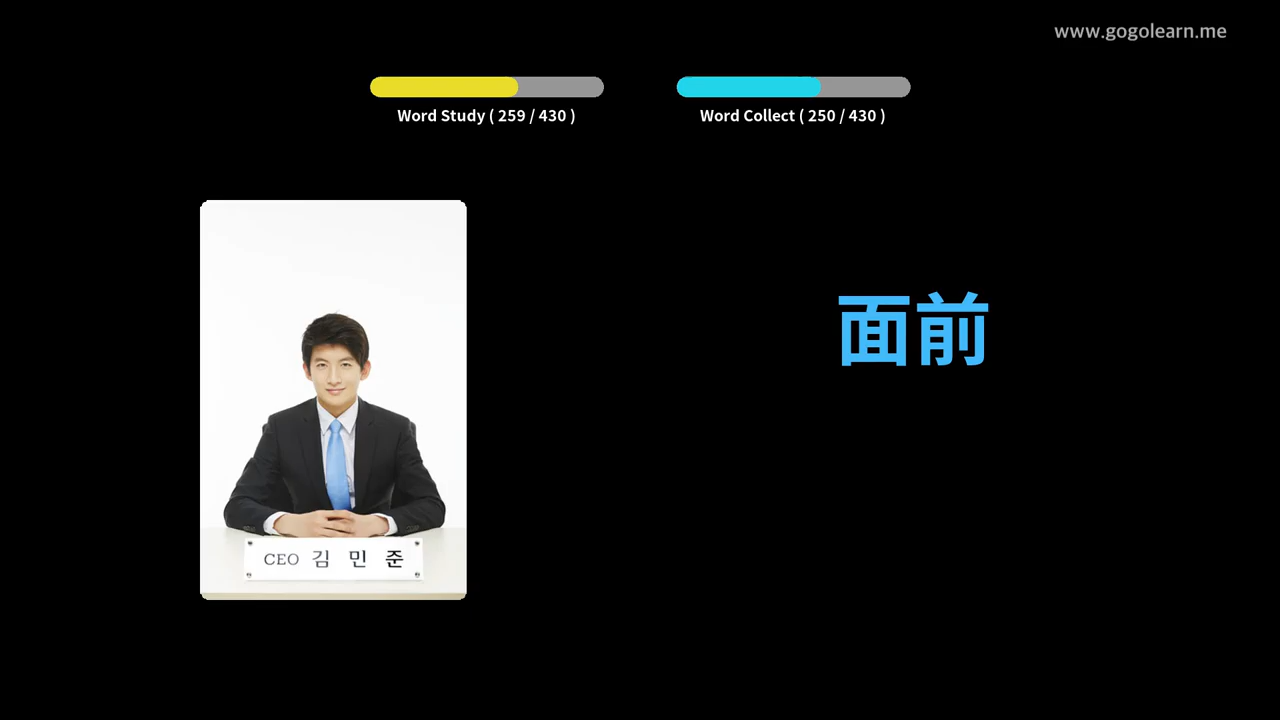 www.gogolearn.me
Word Study ( 259 / 430 )
Word Collect ( 250 / 430 )
面前
CEO 김 민 준